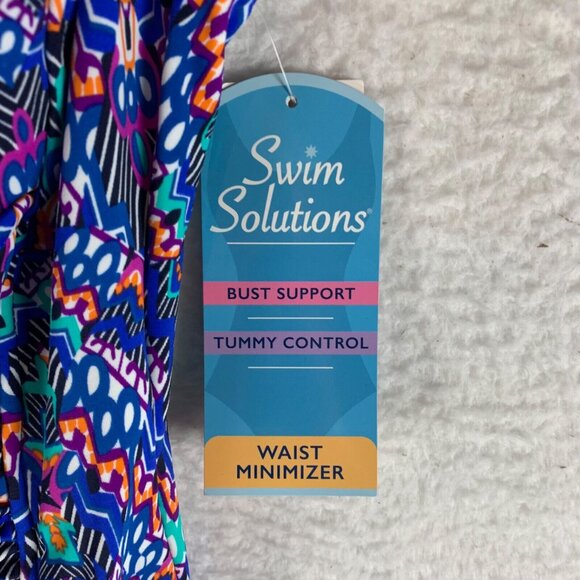 Swim
Solutions®
BUST SUPPORT
TUMMY CONTROL
WAIST
MINIMIZER